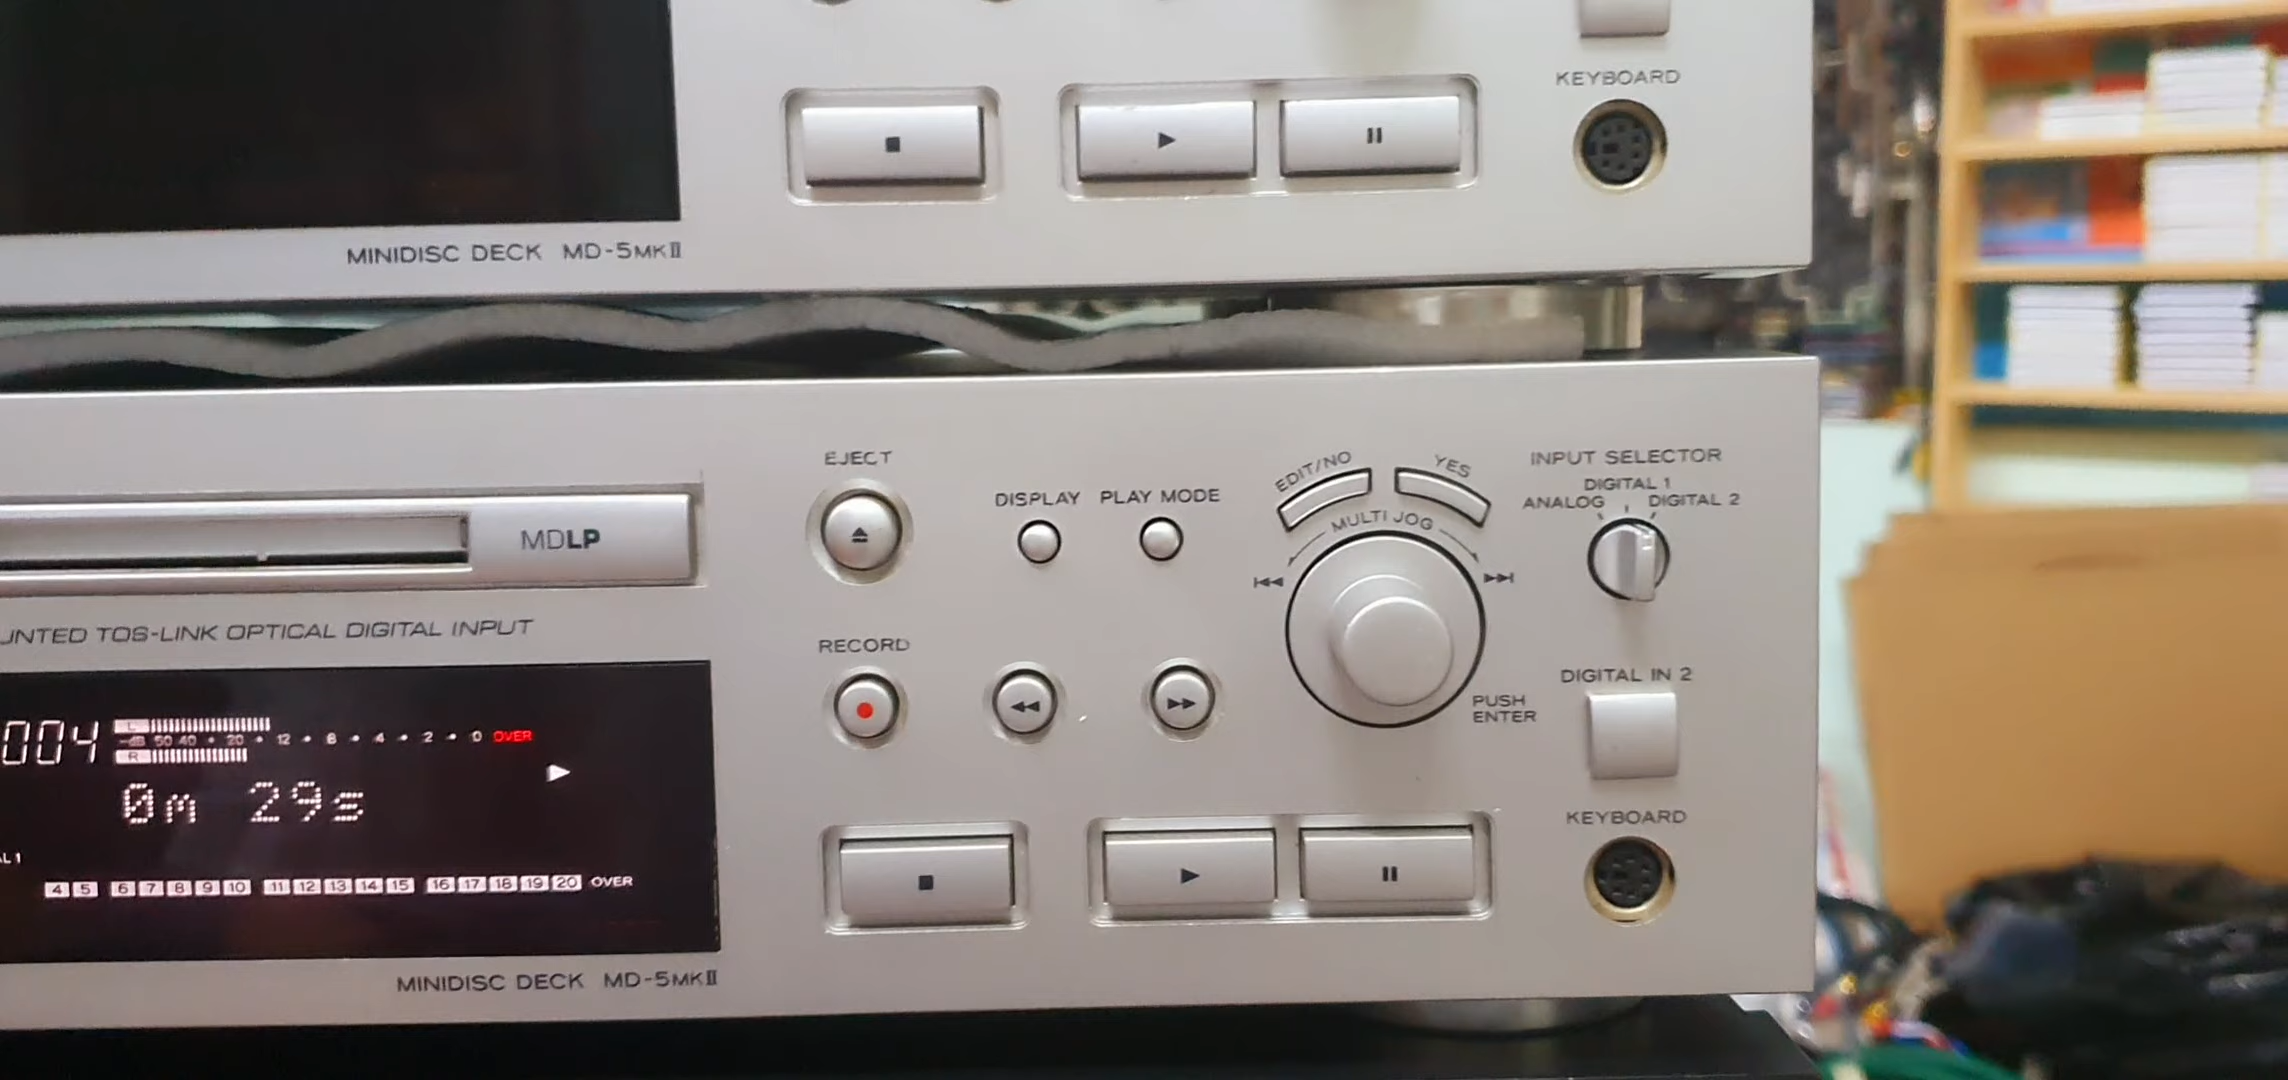 KEYBOARD
MINIDISC DECK MD-5MKⅡ
EJECT
DISPLAY
PLAY MODE
EDIT/NO
YES
MULTI JOG
INPUT SELECTOR
DIGITAL 1
ANALOG
DIGITAL 2
MDLP
UNTED TOS-LINK OPTICAL DIGITAL INPUT
RECORD
PUSH
ENTER
DIGITAL IN 2
004
L
-dB 50 40 • 20 • 12 • 8 • 4 • 2 • 0 OVER
R
0m 29s
AL 1
4 5 6 7 8 9 10 11 12 13 14 15 16 17 18 19 20 OVER
KEYBOARD
MINIDISC DECK MD-5MKⅡ